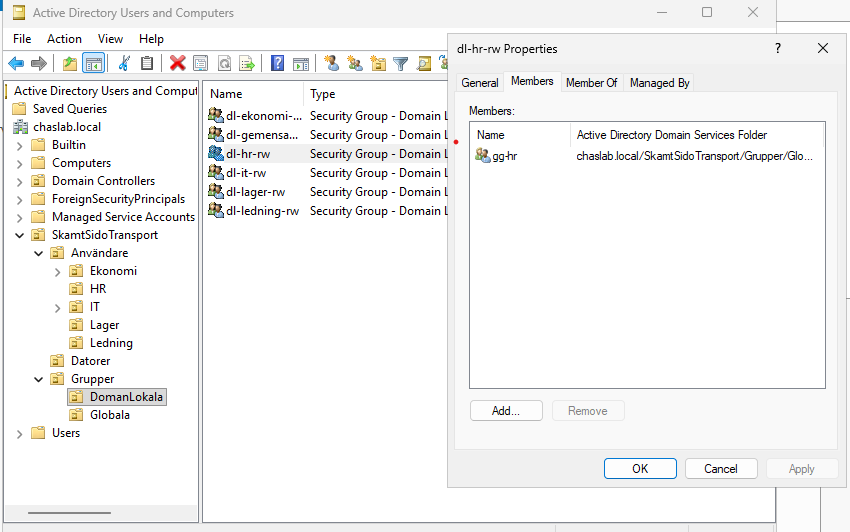 Active Directory Users and Computers
File Action View Help
Active Directory Users and Comput
Saved Queries
chaslab.local
Builtin
Computers
Domain Controllers
ForeignSecurityPrincipals
Managed Service Accounts
SkamtSidoTransport
Användare
Ekonomi
HR
IT
Lager
Ledning
Datorer
Grupper
DomanLokala
Globala
Users
Name Type
dl-ekonomi-... Security Group - Domain L
dl-gemensa... Security Group - Domain L
dl-hr-rw Security Group - Domain L
dl-it-rw Security Group - Domain L
dl-lager-rw Security Group - Domain L
dl-ledning-rw Security Group - Domain L
dl-hr-rw Properties ?
General Members Member Of Managed By
Members:
Name Active Directory Domain Services Folder
gg-hr chaslab.local/SkamtSidoTransport/Grupper/Glo...
Add... Remove
OK Cancel Apply